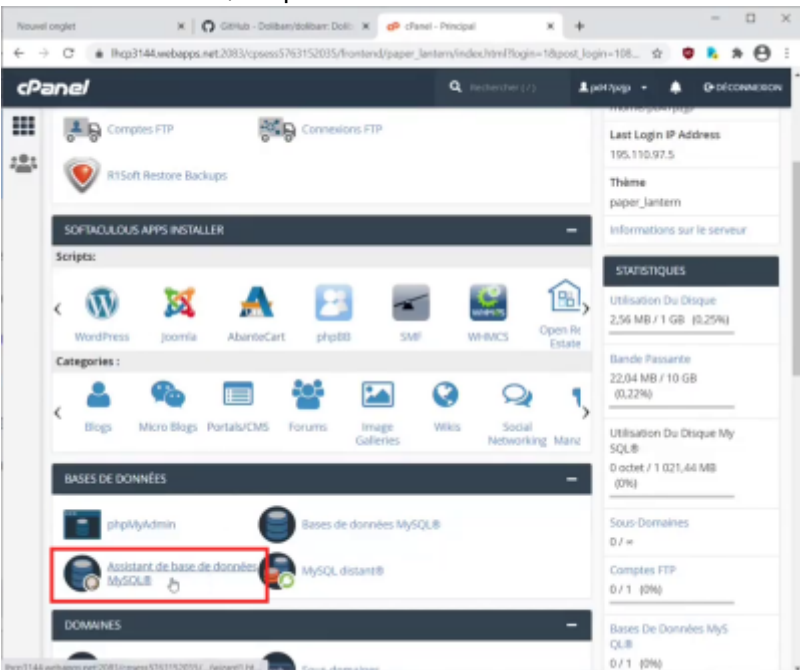 Nouvel onglet
GitHub - Dolibarr/dolibarr: Doli
cPanel - Principal
lhcp3144.webapps.net:2083/cpsess5763152035/frontend/paper_lantern/index.html?login=1&post_login=108...
cPanel
Rechercher (/)
DÉCONNEXION
Comptes FTP
Connexions FTP
R1Soft Restore Backups
SOFTACULOUS APPS INSTALLER
Scripts:
WordPress
Joomla
AbanteCart
phpBB
SMF
WHMCS
Open Re
Estate
Categories :
Blogs
Micro Blogs
Portals/CMS
Forums
Image
Galleries
Wikis
Social
Networking
Mana
BASES DE DONNÉES
phpMyAdmin
Bases de données MySQL®
Assistant de base de données
MySQL®
MySQL distant®
DOMAINES
Sous-domaines
Last Login IP Address
195.110.97.5
Thème
paper_lantern
Informations sur le serveur
STATISTIQUES
Utilisation Du Disque
2,56 MB / 1 GB (0,25%)
Bande Passante
22,04 MB / 10 GB
(0,22%)
Utilisation Du Disque My
SQL®
0 octet / 1 021,44 MB
(0%)
Sous-Domaines
0 / ∞
Comptes FTP
0 / 1 (0%)
Bases De Données MyS
QL®
0 / 1 (0%)